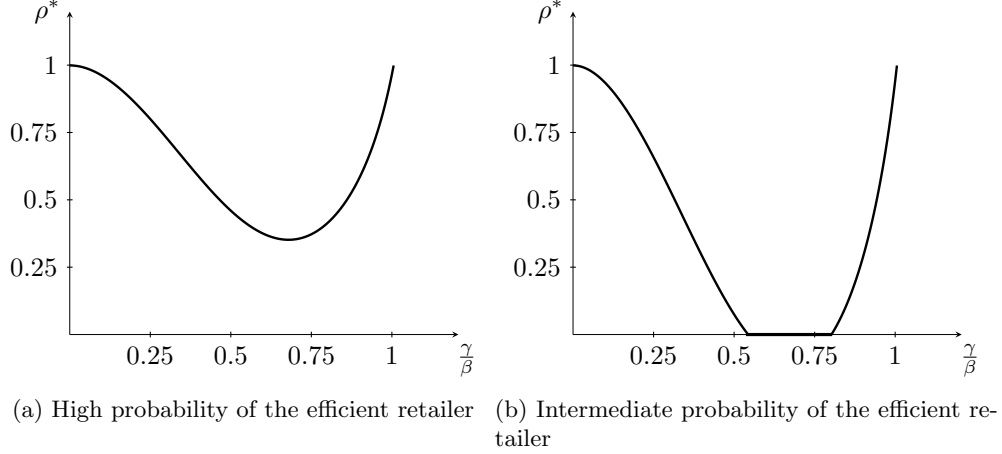 ρ*
1
0.75
0.5
0.25
0.25 0.5 0.75 1 γ/β
(a) High probability of the efficient retailer
ρ*
1
0.75
0.5
0.25
0.25 0.5 0.75 1 γ/β
(b) Intermediate probability of the efficient re-
tailer